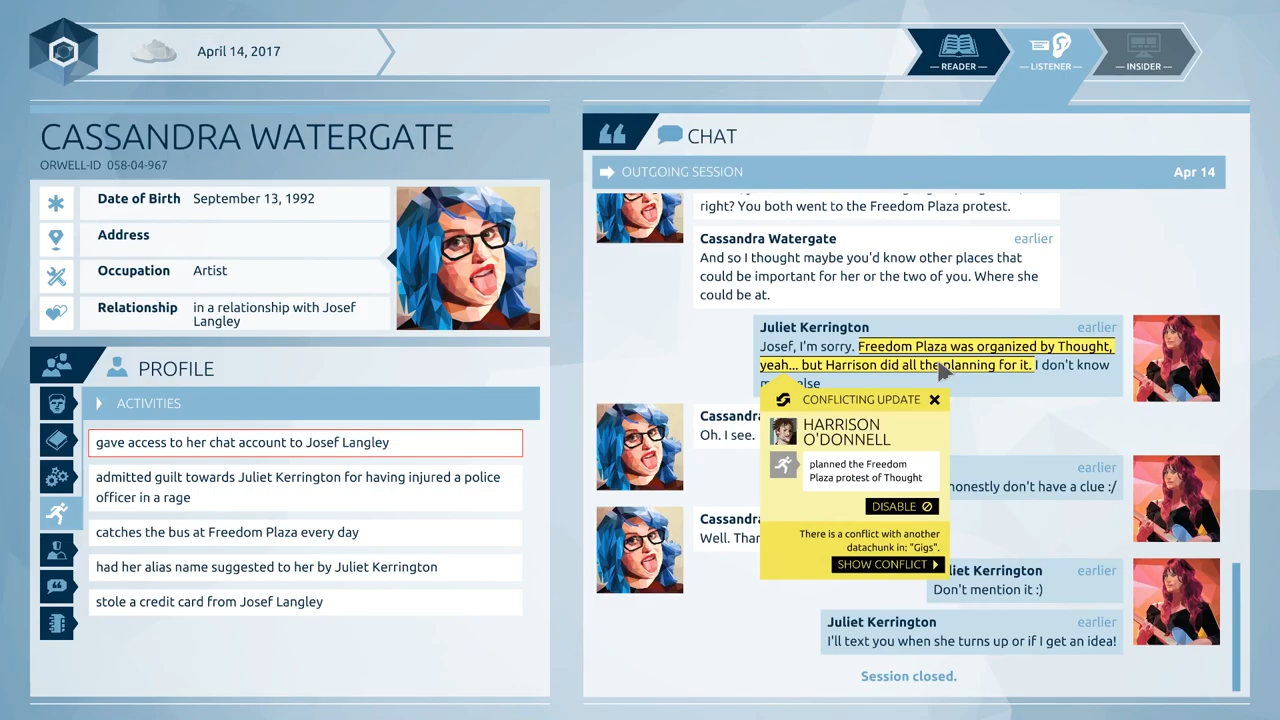 April 14, 2017
— READER —
— LISTENER —
— INSIDER —
CASSANDRA WATERGATE
ORWELL-ID 058-04-967
Date of Birth September 13, 1992
Address
Occupation Artist
Relationship in a relationship with Josef
Langley
PROFILE
ACTIVITIES
gave access to her chat account to Josef Langley
admitted guilt towards Juliet Kerrington for having injured a police
officer in a rage
catches the bus at Freedom Plaza every day
had her alias name suggested to her by Juliet Kerrington
stole a credit card from Josef Langley
CHAT
OUTGOING SESSION Apr 14
right? You both went to the Freedom Plaza protest.
Cassandra Watergate earlier
And so I thought maybe you'd know other places that
could be important for her or the two of you. Where she
could be at.
Juliet Kerrington earlier
Josef, I'm sorry. Freedom Plaza was organized by Thought,
yeah... but Harrison did all the planning for it. I don't know
else
CONFLICTING UPDATE
HARRISON
O'DONNELL
planned the Freedom
Plaza protest of Thought
DISABLE
There is a conflict with another
datachunk in: "Gigs".
SHOW CONFLICT
Cassandra
Oh. I see.
earlier
honestly don't have a clue :/
Cassandra
Well. Than
liet Kerrington earlier
Don't mention it :)
Juliet Kerrington earlier
I'll text you when she turns up or if I get an idea!
Session closed.